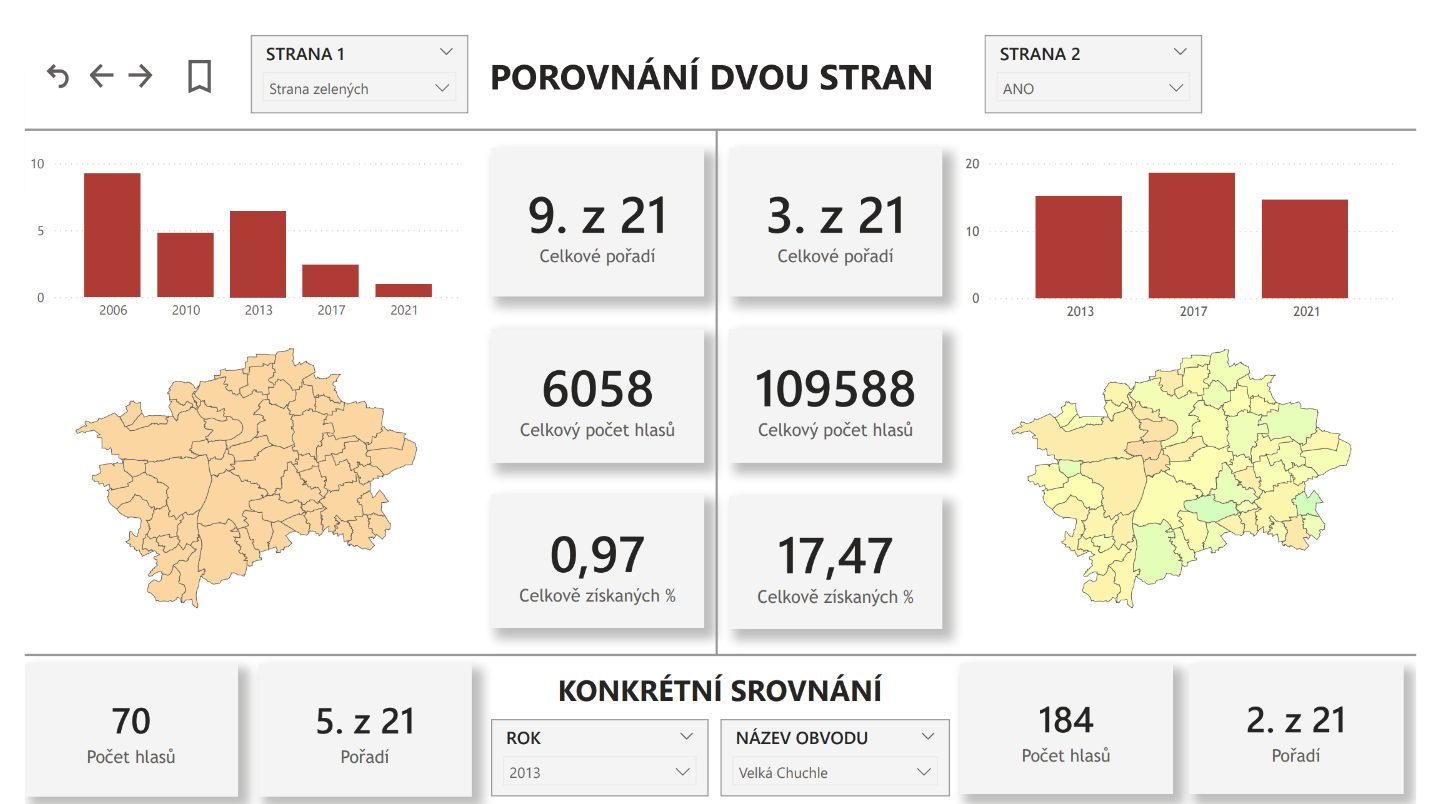 STRANA 1
Strana zelených
POROVNÁNÍ DVOU STRAN
STRANA 2
ANO
10
5
0
2006 2010 2013 2017 2021
9. z 21
Celkové pořadí
3. z 21
Celkové pořadí
20
10
0
2013 2017 2021
6058
Celkový počet hlasů
109588
Celkový počet hlasů
0,97
Celkově získaných %
17,47
Celkově získaných %
70
Počet hlasů
5. z 21
Pořadí
KONKRÉTNÍ SROVNÁNÍ
ROK
2013
NÁZEV OBVODU
Velká Chuchle
184
Počet hlasů
2. z 21
Pořadí